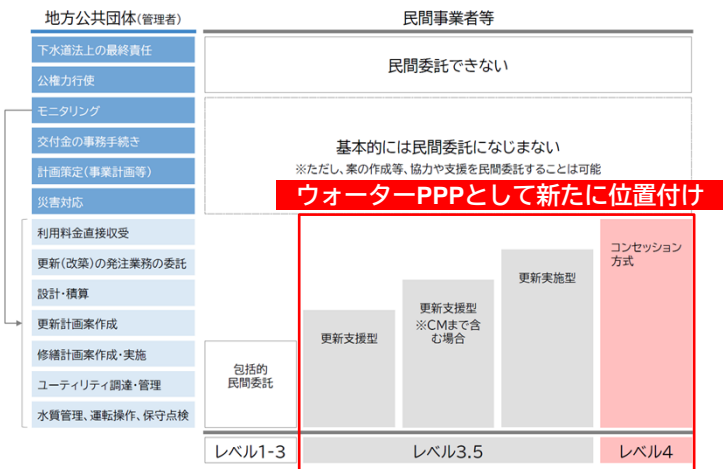 地方公共団体(管理者)
民間事業者等
下水道法上の最終責任
公権力行使
民間委託できない
モニタリング
交付金の事務手続き
計画策定(事業計画等)
災害対応
基本的には民間委託になじまない
※ただし、案の作成等、協力や支援を民間委託することは可能
ウォーターPPPとして新たに位置付け
利用料金直接収受
更新(改築)の発注業務の委託
設計・積算
更新計画案作成
修繕計画案作成・実施
ユーティリティ調達・管理
水質管理、運転操作、保守点検
包括的
民間委託
更新支援型
更新支援型
※CMまで含
む場合
更新実施型
コンセッション
方式
レベル1-3
レベル3.5
レベル4